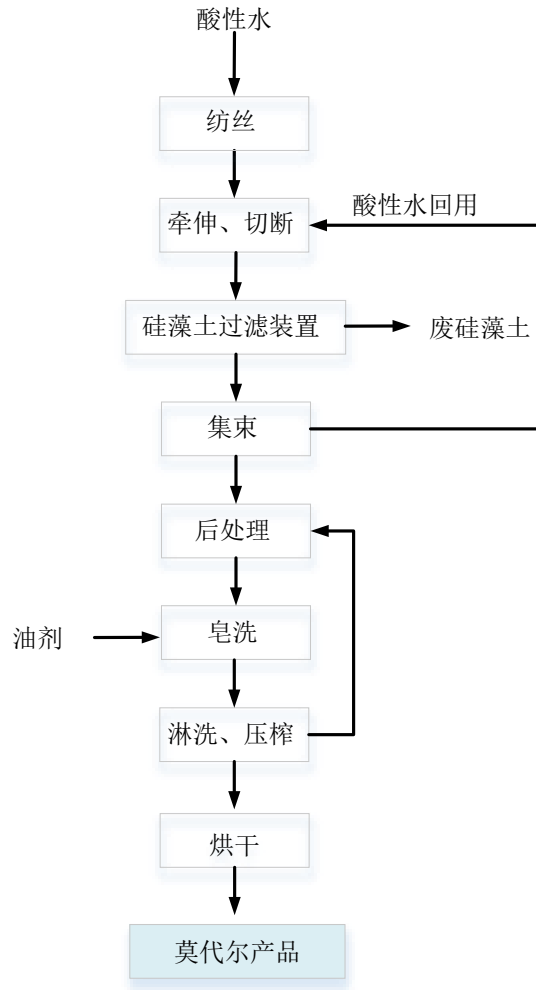 酸性水
纺丝
酸性水回用
牵伸、切断
硅藻土过滤装置
废硅藻土
集束
后处理
油剂
皂洗
淋洗、压榨
烘干
莫代尔产品